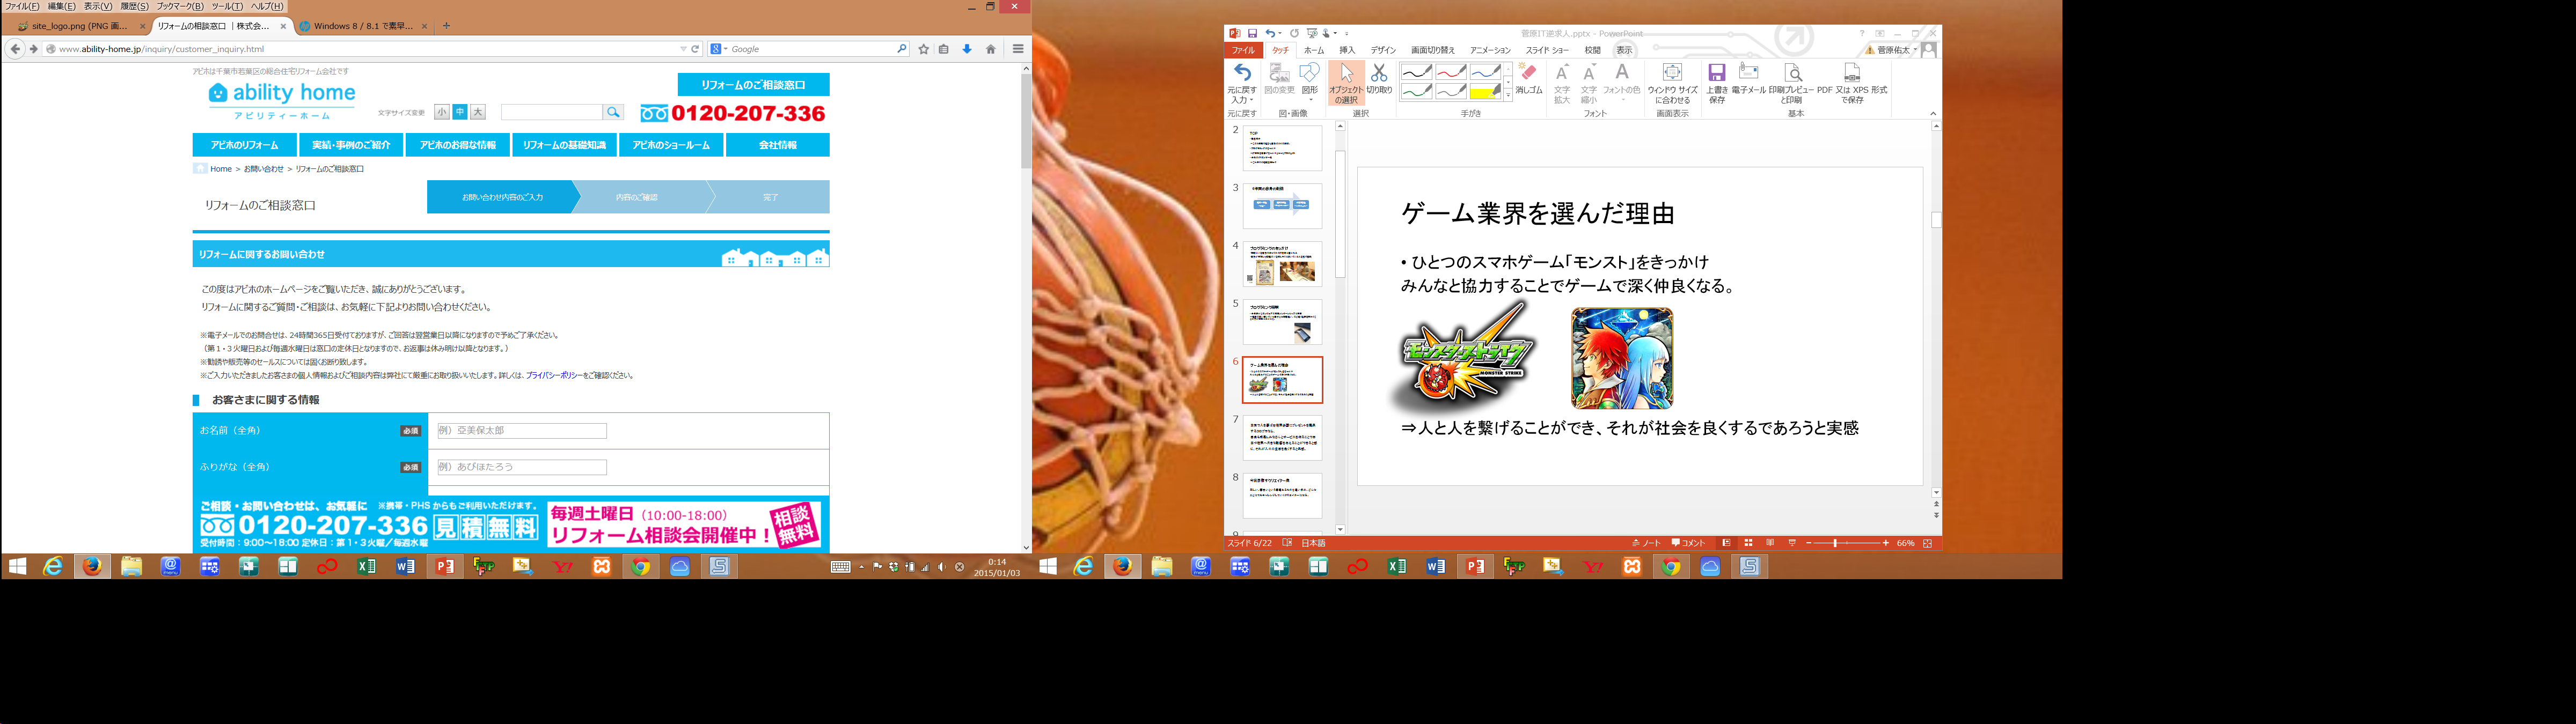 ファイル(F) 編集(E) 表示(V) 履歴(S) ブックマーク(B) ツール(T) ヘルプ(H)
site_logo.png (PNG 画...
リフォームの相談窓口 | 株式会...
Windows 8 / 8.1 で素早...
www.ability-home.jp/inquiry/customer_inquiry.html
Google
アビホは千葉市若葉区の総合住宅リフォーム会社です
ability home
アビリティーホーム
文字サイズ変更 小 中 大
リフォームのご相談窓口
0120-207-336
アビホのリフォーム 実績・事例のご紹介 アビホのお得な情報 リフォームの基礎知識 アビホのショールーム 会社情報
Home > お問い合わせ > リフォームのご相談窓口
リフォームのご相談窓口
お問い合わせ内容のご入力 内容のご確認 完了
リフォームに関するお問い合わせ
この度はアビホのホームページをご覧いただき、誠にありがとうございます。
リフォームに関するご質問・ご相談は、お気軽に下記よりお問い合わせください。
※電子メールでのお問合せは、24時間365日受付ておりますが、ご回答は翌営業日以降になりますので予めご了承ください。
（第1・3火曜日および毎週水曜日は窓口の定休日となりますので、お返事は休み明け以降となります。）
※勧誘や販売等のセールスについては固くお断り致します。
※ご入力いただきましたお客さまの個人情報およびご相談内容は弊社にて厳重にお取り扱いいたします。詳しくは、プライバシーポリシーをご確認ください。
お客さまに関する情報
お名前（全角） 必須 例）亞美保太郎
ふりがな（全角） 必須 例）あびほたろう
ご相談・お問い合わせは、お気軽に ※携帯・PHS からもご利用いただけます。
0120-207-336 見積無料
受付時間：9:00～18:00 定休日：第1・3火曜／毎週水曜
毎週土曜日 (10:00-18:00)
リフォーム相談会開催中！
相談無料
0:14
2015/01/03
菅原IT逆求人.pptx - PowerPoint
ファイル タッチ ホーム 挿入 デザイン 画面切り替え アニメーション スライド ショー 校閲 表示 菅原佑太
元に戻す 入力 図の変更 図形 オブジェクトの選択 切り取り 消しゴム 文字拡大 文字縮小 フォントの色 ウィンドウ サイズに合わせる 上書き保存 電子メール 印刷プレビューと印刷 PDF 又は XPS 形式で保存
元に戻す 図・画像 選択 手がき フォント 画面表示 基本
2
TOP
3
4
5
6
ゲーム業界を選んだ理由
7
8
9
ゲーム業界を選んだ理由
• ひとつのスマホゲーム「モンスト」をきっかけ
みんなと協力することでゲームで深く仲良くなる。
モンスターストライク
MONSTER STRIKE
⇒人と人を繋げることができ、それが社会を良くするであろうと実感
スライド 6/22 日本語 ノート コメント 66%